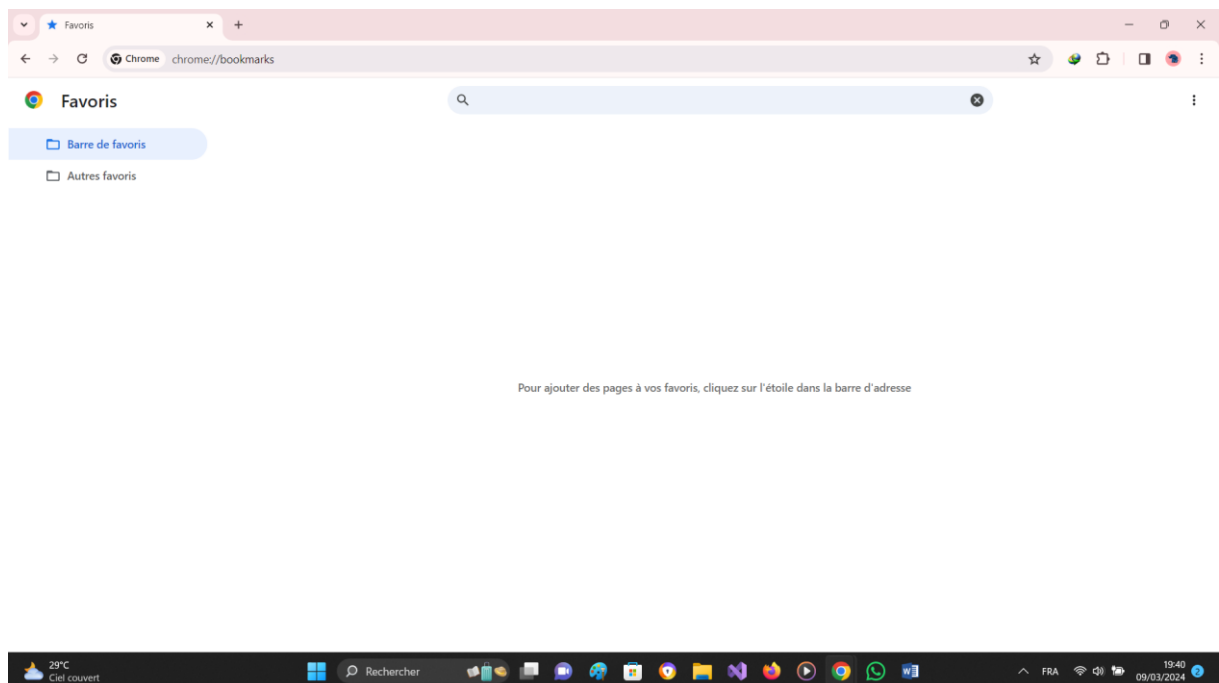 Favoris
Chrome chrome://bookmarks
Favoris
Barre de favoris
Autres favoris
Pour ajouter des pages à vos favoris, cliquez sur l'étoile dans la barre d'adresse
29°C
Ciel couvert
Rechercher
FRA
19:40
09/03/2024
2